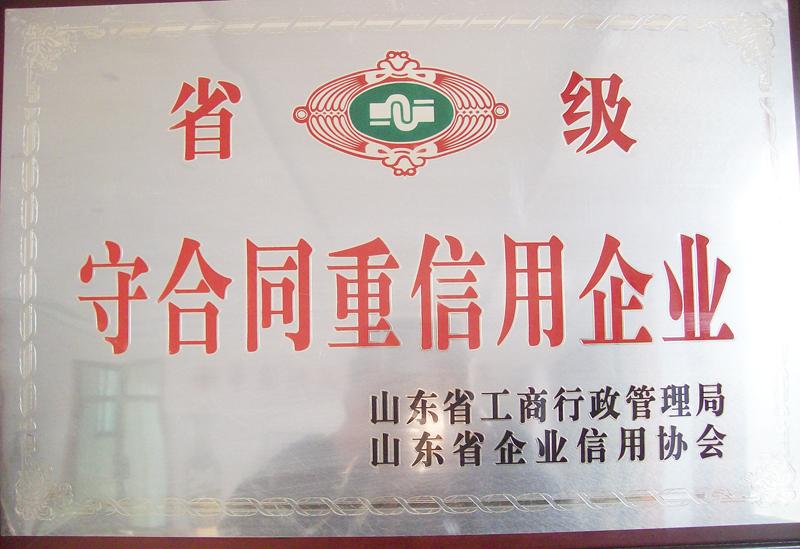 省 级
守合同重信用企业
山东省工商行政管理局
山东省企业信用协会